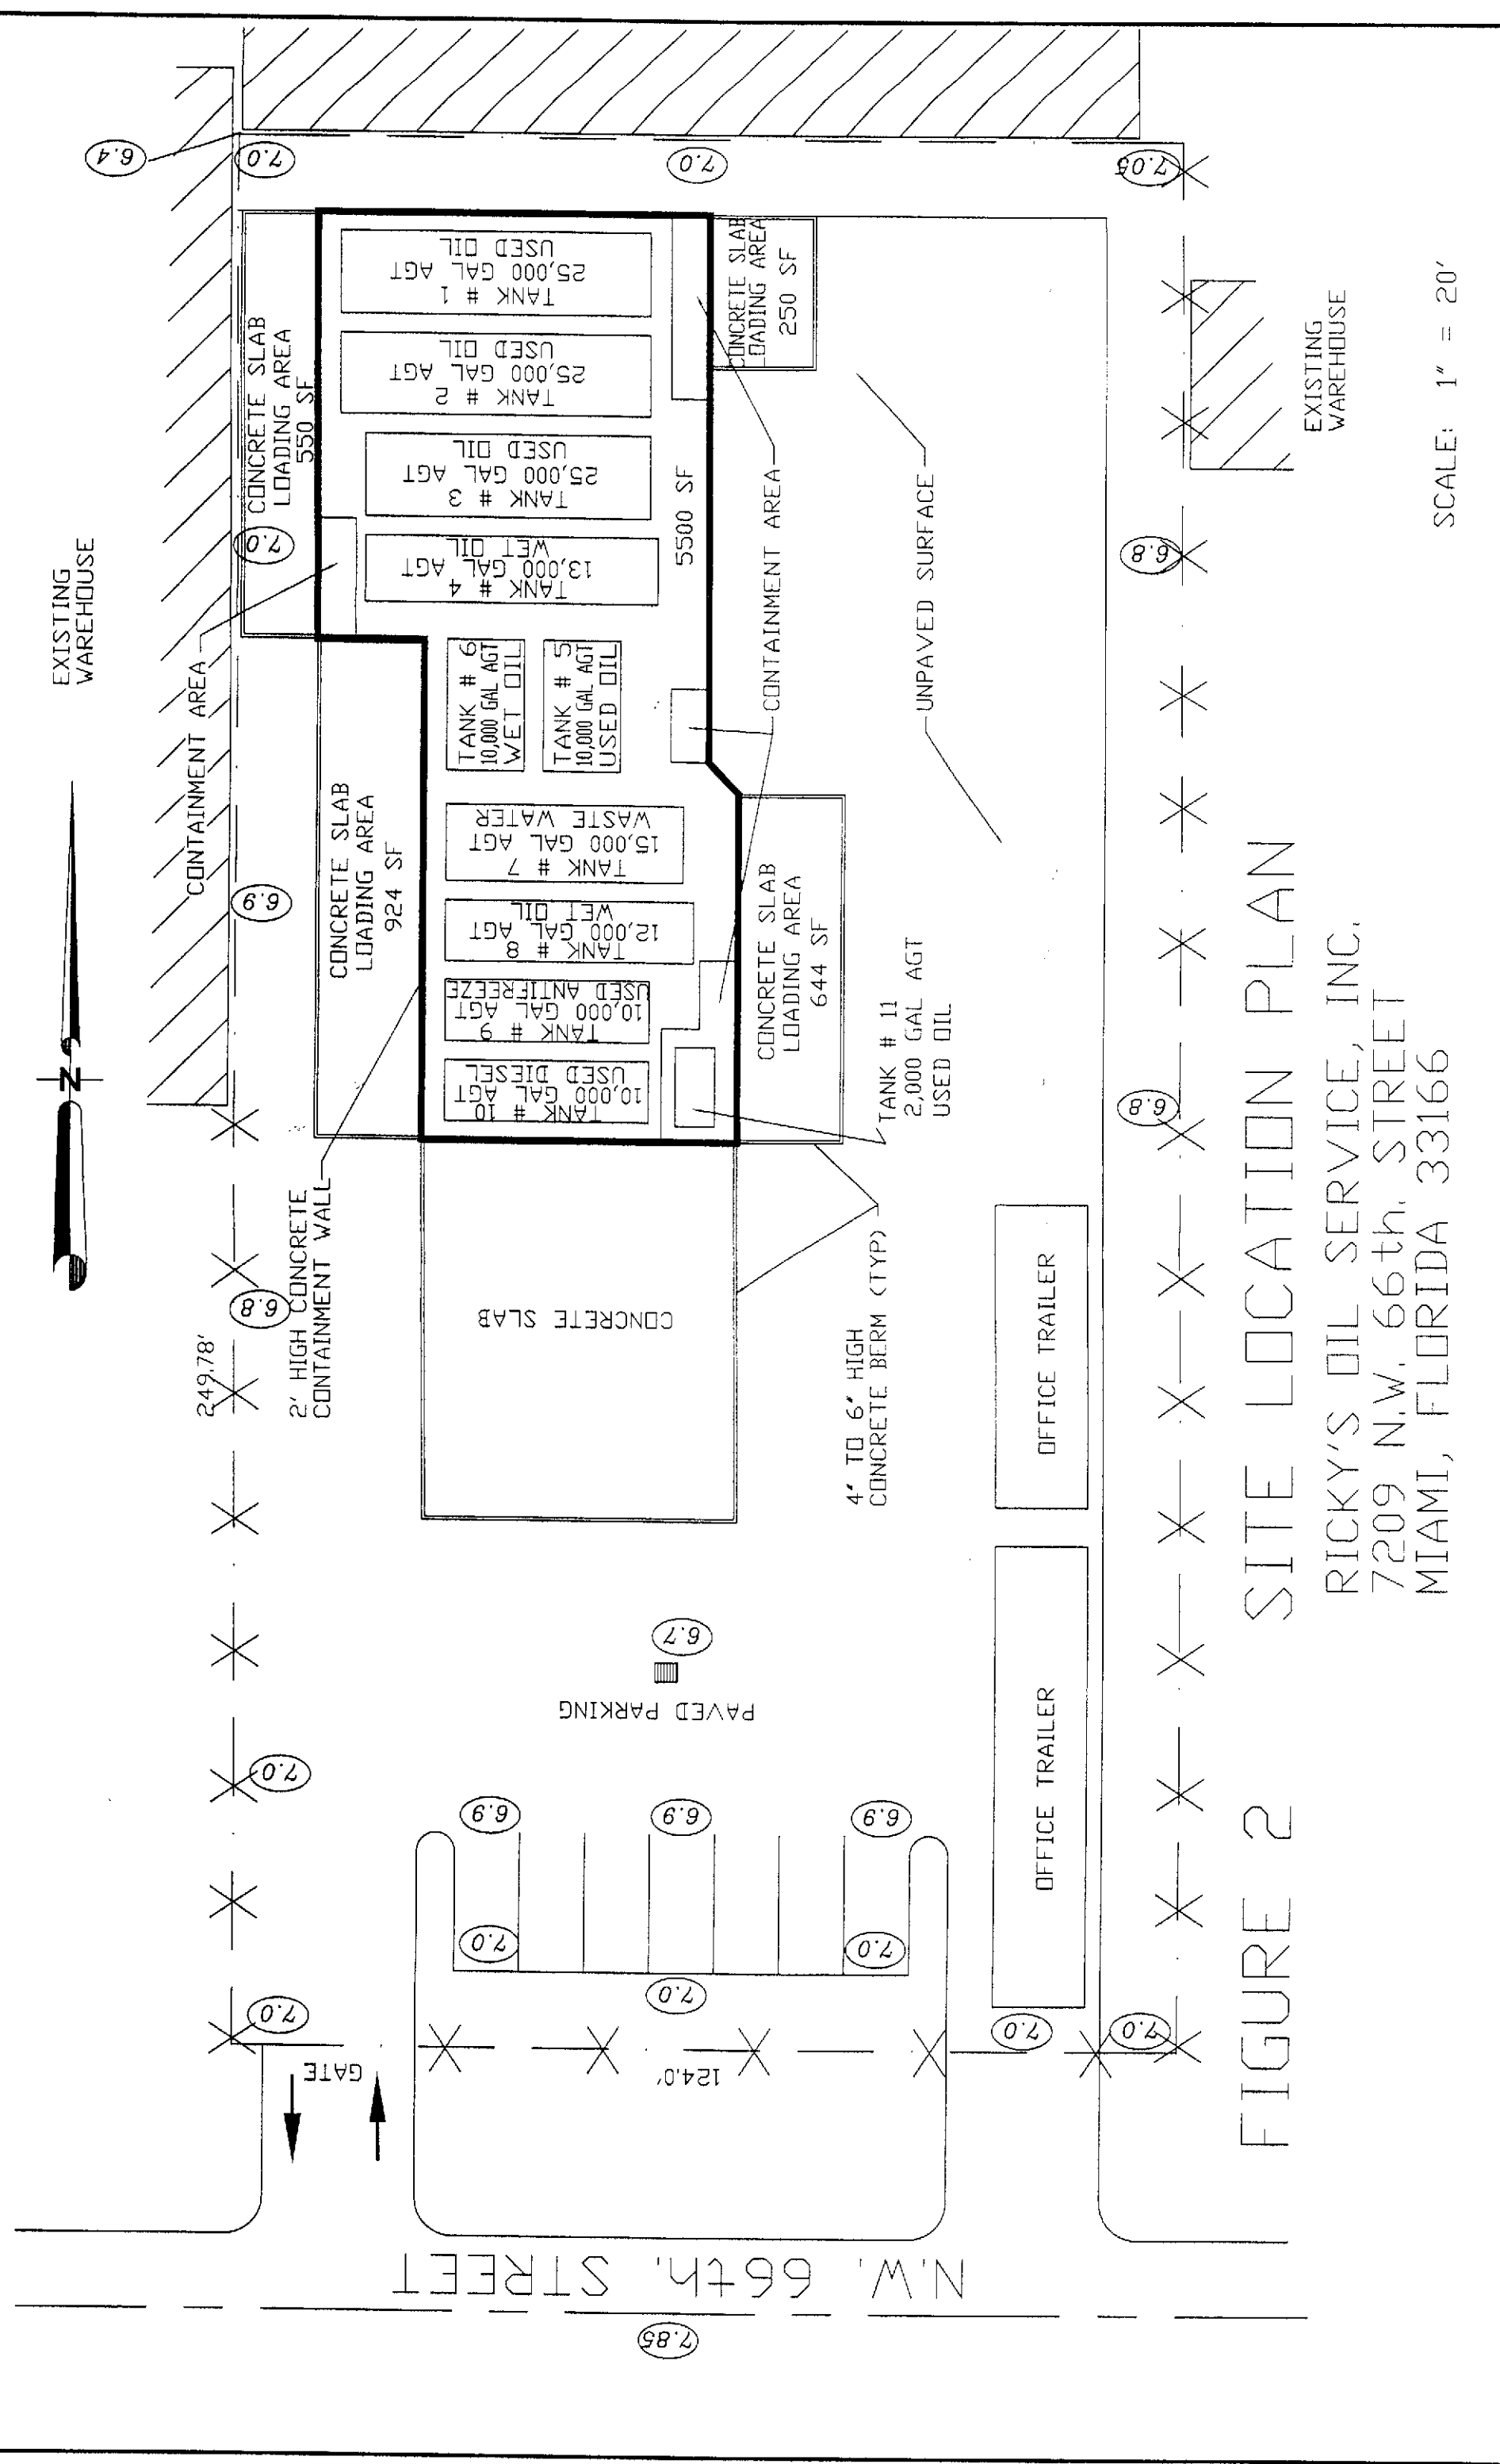 EXISTING
WAREHOUSE
6.4
7.0
7.0
7.05
CONTAINMENT AREA
CONCRETE SLAB
LOADING AREA
550 SF
TANK # 1
25,000 GAL AGT
USED OIL
TANK # 2
25,000 GAL AGT
USED OIL
TANK # 3
25,000 GAL AGT
USED OIL
TANK # 4
13,000 GAL AGT
WET OIL
TANK # 6
10,000 GAL AGT
WET OIL
TANK # 5
10,000 GAL AGT
USED OIL
TANK # 7
15,000 GAL AGT
WASTE WATER
TANK # 8
12,000 GAL AGT
WET OIL
TANK # 9
10,000 GAL AGT
USED ANTIFREEZE
TANK # 10
10,000 GAL AGT
USED DIESEL
5500 SF
CONCRETE SLAB
LOADING AREA
250 SF
CONTAINMENT AREA
UNPAVED SURFACE
7.0
6.9
CONCRETE SLAB
LOADING AREA
924 SF
CONCRETE SLAB
LOADING AREA
644 SF
TANK # 11
2,000 GAL AGT
USED OIL
N
249.78'
6.8
2' HIGH CONCRETE
CONTAINMENT WALL
CONCRETE SLAB
4" TO 6" HIGH
CONCRETE BERM (TYP)
OFFICE TRAILER
OFFICE TRAILER
6.8
6.8
6.7
PAVED PARKING
7.0
6.9
6.9
6.9
7.0
7.0
7.0
7.0
7.0
7.0
GATE
124.0'
N.W. 66th. STREET
7.85
EXISTING
WAREHOUSE
SCALE: 1" = 20'
FIGURE 2 SITE LOCATION PLAN
RICKY'S OIL SERVICE, INC.
7209 N.W. 66th. STREET
MIAMI, FLORIDA 33166